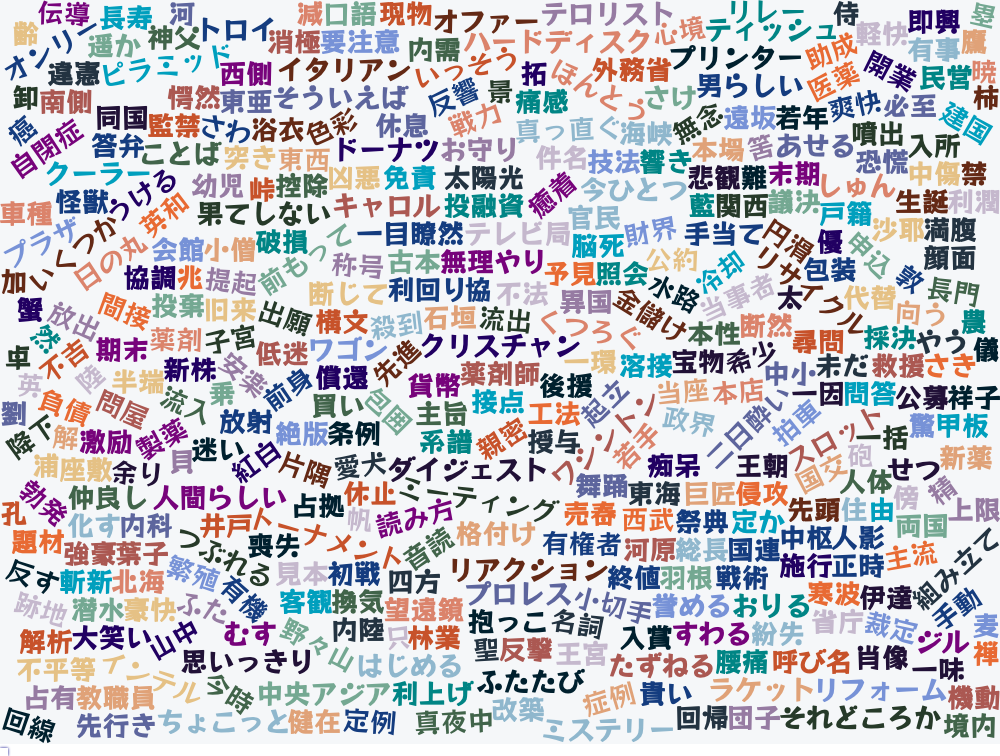 伝導 長寿 河 減 口語 現物 オファー テロリスト 心境 リレー 侍 即興 塁
齢 オンリー 遥か 神父 トロイ 消極 要注意 内需 ハードディスク ティッシュ 軽快 有事 鷹
違憲 ピラミッド 西側 イタリアン いっそう 拓 ほんとう 外務省 プリンター 助成 開業 民営 暁
卸 南側 愕然 東亜 そういえば 反響 景 痛感 さけ 男らしい 医薬 爽快 必至 柿
癌 同国 監禁 さわ 浴衣 色彩 休息 戦力 真っ直ぐ 海峡 無念 遠坂 若年 噴出 入所 建国
自閉症 答弁 ことば 突き 東西 ドーナツ お守り 件名 技法 響き 本場 筈 あせる 恐慌 中傷 禁
クーラー うける 幼児 峠 控除 凶悪 免責 太陽光 癒着 今ひとつ 悲観 難 末期 しゅん 生誕 利潤
車種 怪獣 いくつか 英和 果てしない キャロル 投融資 官民 藍 関西 議決 戸籍 沙耶 満腹
プラザ 日の丸 会館 小僧 破損 前もって 一目瞭然 テレビ局 脳死 財界 手当て 円滑 優 申込 顔面
加 協調 兆 提起 称号 古本 無理やり 予見 照会 公約 冷却 リサイクル 包装 敦 長門
蟹 放出 間接 投棄 旧来 断じて 利回り 協 不法 異国 金儲け 水路 当事者 太 代替 向う 農
然 不吉 期末 薬剤 子宮 出願 構文 殺到 石垣 流出 くつろぐ 本性 断然 尋問 採決 やう 儀
卓 新株 安楽 低迷 ワゴン 先進 クリスチャン 一環 溶接 宝物 希少 未だ 救援 さき
英 陸 半端 流入 乗 前身 償還 貨幣 薬剤師 後援 起立 当座 本店 中小 一因 問答 公募 祥子
劉 負債 問屋 放射 買い 包囲 主旨 接点 工法 ワシントン 政界 二日酔い 拍車 スロット 驚 甲板
降下 解 激励 製薬 迷い 絶版 条例 系譜 親密 授与 若手 一括
浦 座敷 余り 貝 紅白 片隅 愛犬 ダイジェスト 痴呆 王朝 国交 砲 人体 せつ 新薬
勃発 仲良し 人間らしい 占拠 休止 ミーティング 舞踊 東海 巨匠 侵攻 先頭 住 由 傍 精 上限
孔 化す 内科 井戸 トーナメント 帆 読み方 格付け 売春 西武 祭典 定か 中枢 人影 両国
題材 強豪 葉子 つぶれる 喪失 音読 有権者 河原 総長 国連 主流 組み立て
反す 斬新 北海 繁殖 有機 見本 初戦 四方 リアクション 終値 羽根 戦術 施行 正時
跡地 潜水 豪快 ふた 客観 換気 望遠鏡 プロレス 小切手 誉める おりる 寒波 伊達 手動
解析 大笑い 山中 むす 野々山 内陸 只 林業 抱っこ 名詞 入賞 すわる 紛失 省庁 裁定 ジル 麦
不平等 インテル 思いっきり はじめる 聖 反撃 王宮 たずねる 腰痛 呼び名 肖像 一味 禅
占有 教職員 今時 中央アジア 利上げ ふたたび 症例 貴い ラケット リフォーム 機動
回線 先行き ちょこっと 健在 定例 真夜中 改築 ミステリー 回帰 団子 それどころか 境内